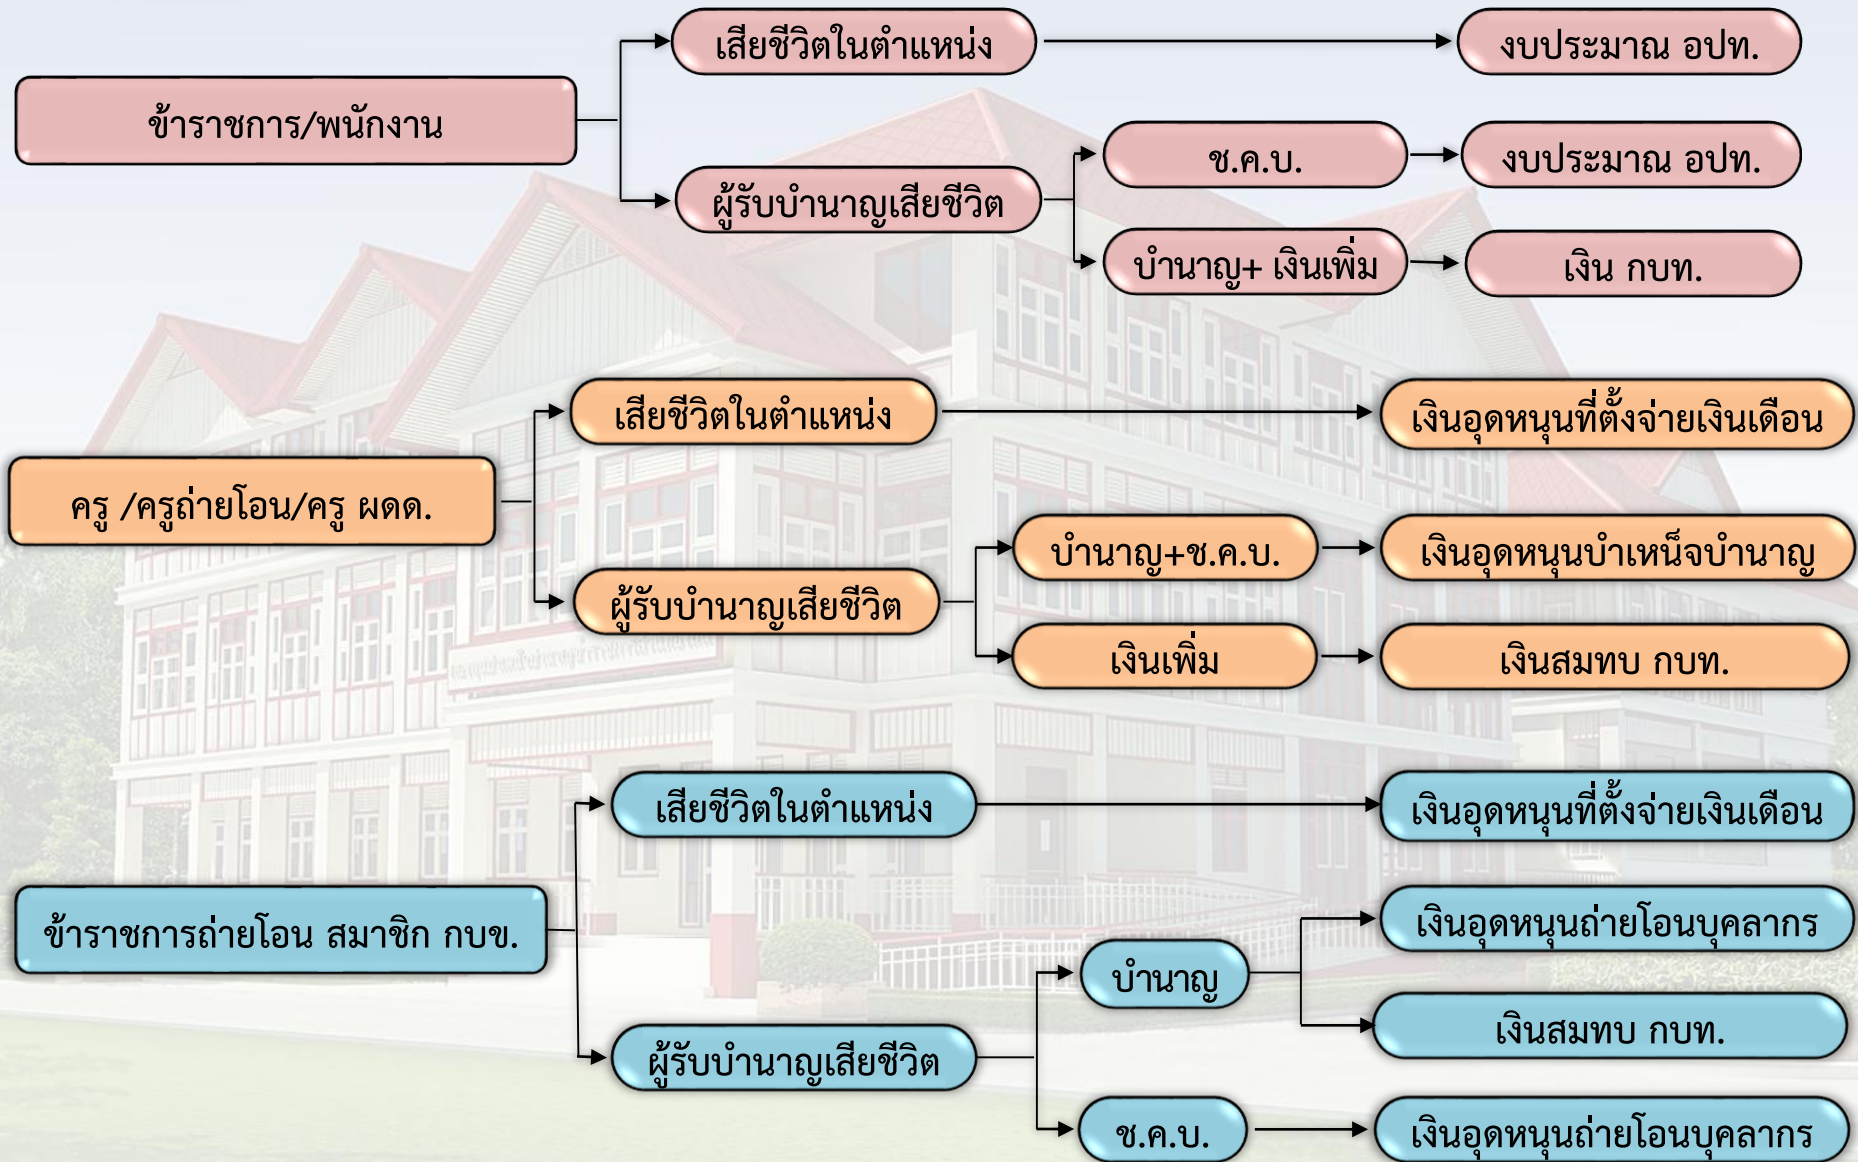 เสียชีวิตในตำแหน่ง
งบประมาณ อปท.
ข้าราชการ/พนักงาน
ช.ค.บ.
งบประมาณ อปท.
ผู้รับบำนาญเสียชีวิต
บำนาญ+ เงินเพิ่ม
เงิน กบท.
เสียชีวิตในตำแหน่ง
เงินอุดหนุนที่ตั้งจ่ายเงินเดือน
ครู /ครูถ่ายโอน/ครู ผดด.
บำนาญ+ช.ค.บ.
เงินอุดหนุนบำเหน็จบำนาญ
ผู้รับบำนาญเสียชีวิต
เงินเพิ่ม
เงินสมทบ กบท.
เสียชีวิตในตำแหน่ง
เงินอุดหนุนที่ตั้งจ่ายเงินเดือน
ข้าราชการถ่ายโอน สมาชิก กบข.
เงินอุดหนุนถ่ายโอนบุคลากร
บำนาญ
เงินสมทบ กบท.
ผู้รับบำนาญเสียชีวิต
ช.ค.บ.
เงินอุดหนุนถ่ายโอนบุคลากร